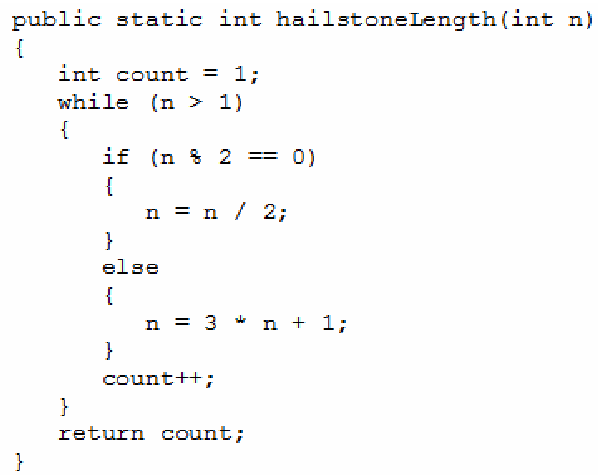 public static int hailstoneLength(int n)
{
   int count = 1;
   while (n > 1)
   {
      if (n % 2 == 0)
      {
         n = n / 2;
      }
      else
      {
         n = 3 * n + 1;
      }
      count++;
   }
   return count;
}